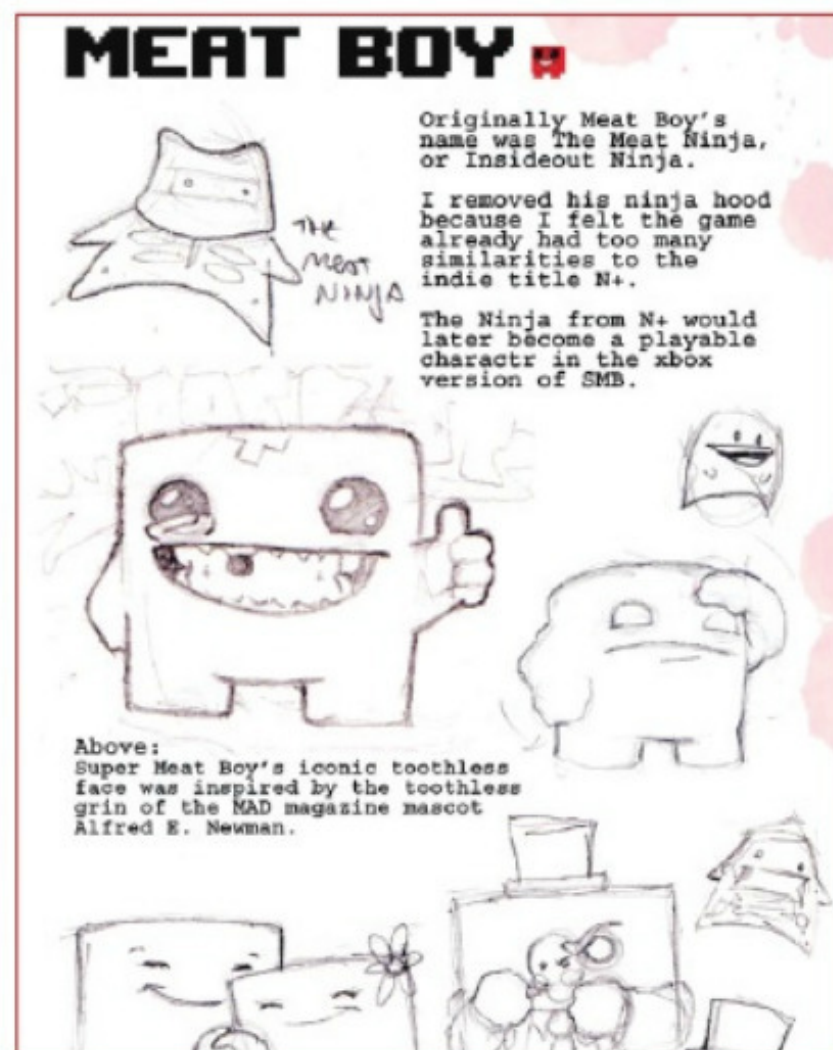 MEAT BOY
Originally Meat Boy's
name was The Meat Ninja,
or Insideout Ninja.
I removed his ninja hood
because I felt the game
already had too many
similarities to the
indie title N+.
The Ninja from N+ would
later become a playable
charactr in the xbox
version of SMB.
THE
MEAT
NINJA
Above:
Super Meat Boy's iconic toothless
face was inspired by the toothless
grin of the MAD magazine mascot
Alfred E. Newman.